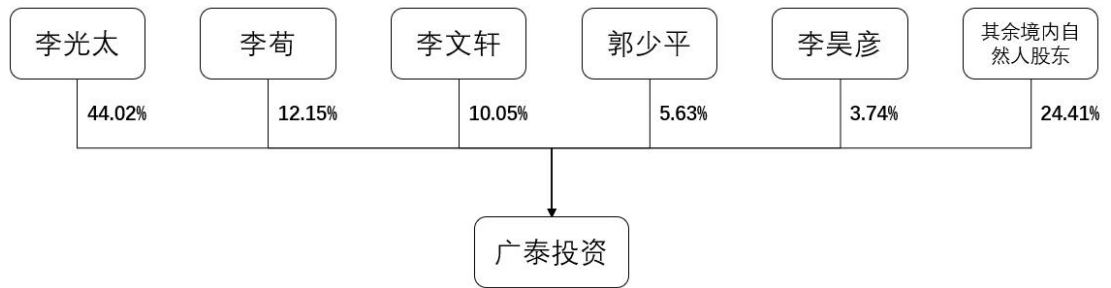 李光太
李荀
李文轩
郭少平
李昊彦
其余境内自
然人股东
44.02%
12.15%
10.05%
5.63%
3.74%
24.41%
广泰投资